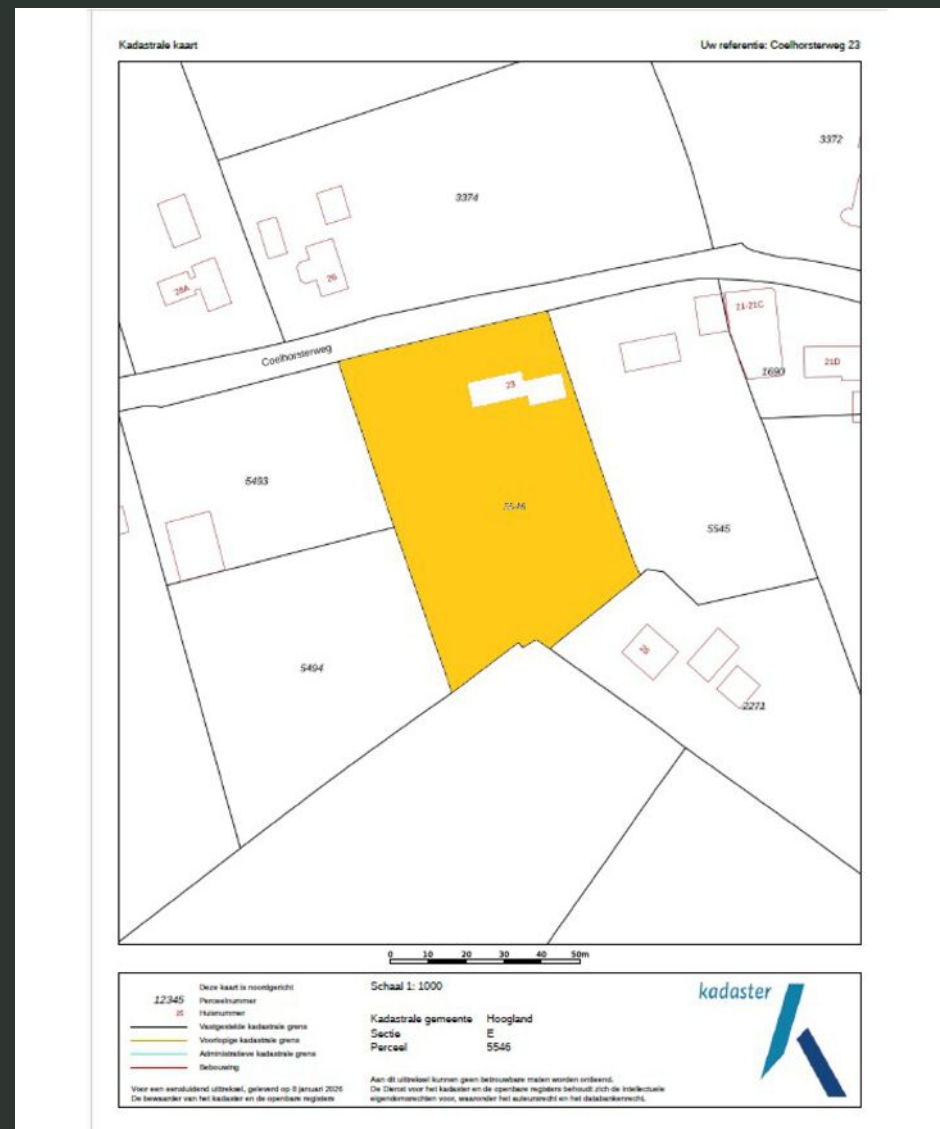 Kadastrale kaart
Uw referentie: Coelhorsterweg 23
3372
3374
28A
26
Coelhorsterweg
21-21C
21D
1690
23
5493
5546
5545
5494
25
2271
0 10 20 30 40 50m
12345
25
Deze kaart is noordgericht
Perceelnummer
Huisnummer
Vastgestelde kadastrale grens
Voorlopige kadastrale grens
Administratieve kadastrale grens
Bebouwing
Voor een eensluidend uittreksel, geleverd op 8 januari 2026
De bewaarder van het kadaster en de openbare registers
Schaal 1: 1000
Kadastrale gemeente Hoogland
Sectie E
Perceel 5546
Aan dit uittreksel kunnen geen betrouwbare maten worden ontleend.
De Dienst voor het kadaster en de openbare registers behoudt zich de intellectuele
eigendomsrechten voor, waaronder het auteursrecht en het databankenrecht.
kadaster